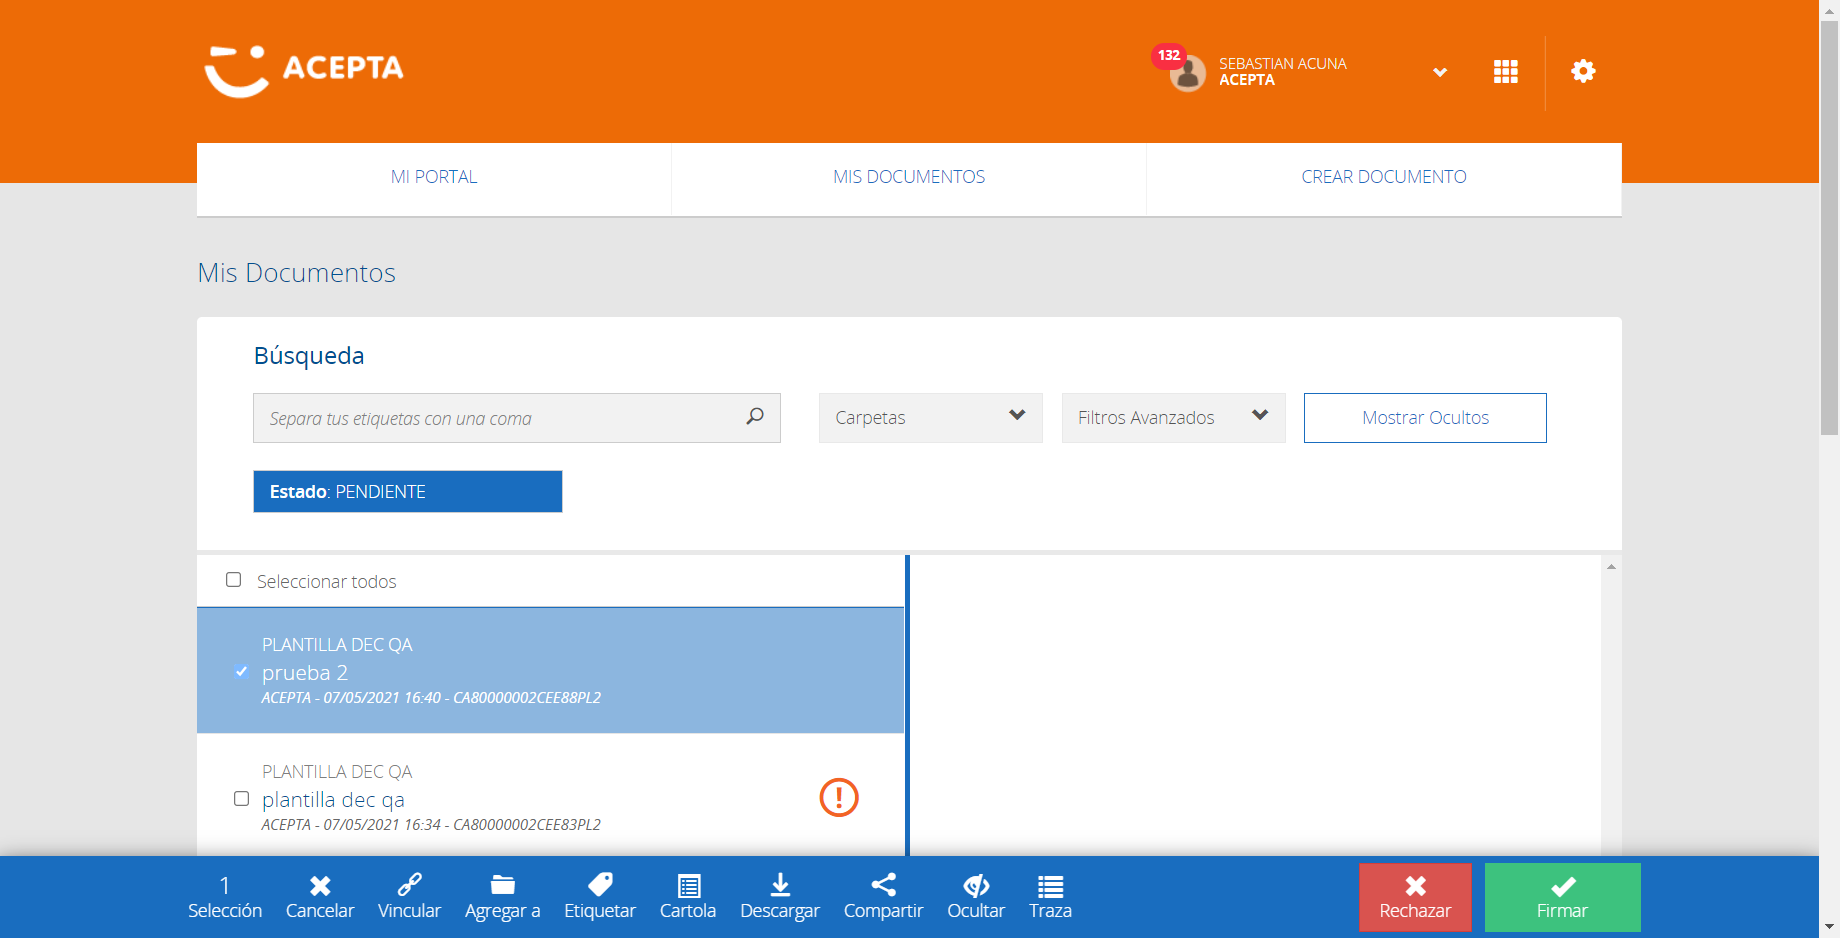 ACEPTA
132
SEBASTIAN ACUNA
ACEPTA
MI PORTAL
MIS DOCUMENTOS
CREAR DOCUMENTO
Mis Documentos
Búsqueda
Separa tus etiquetas con una coma
Carpetas
Filtros Avanzados
Mostrar Ocultos
Estado: PENDIENTE
Seleccionar todos
PLANTILLA DEC QA
prueba 2
ACEPTA - 07/05/2021 16:40 - CA80000002CEE88PL2
PLANTILLA DEC QA
plantilla dec qa
ACEPTA - 07/05/2021 16:34 - CA80000002CEE83PL2
1
Selección
Cancelar
Vincular
Agregar a
Etiquetar
Cartola
Descargar
Compartir
Ocultar
Traza
Rechazar
Firmar